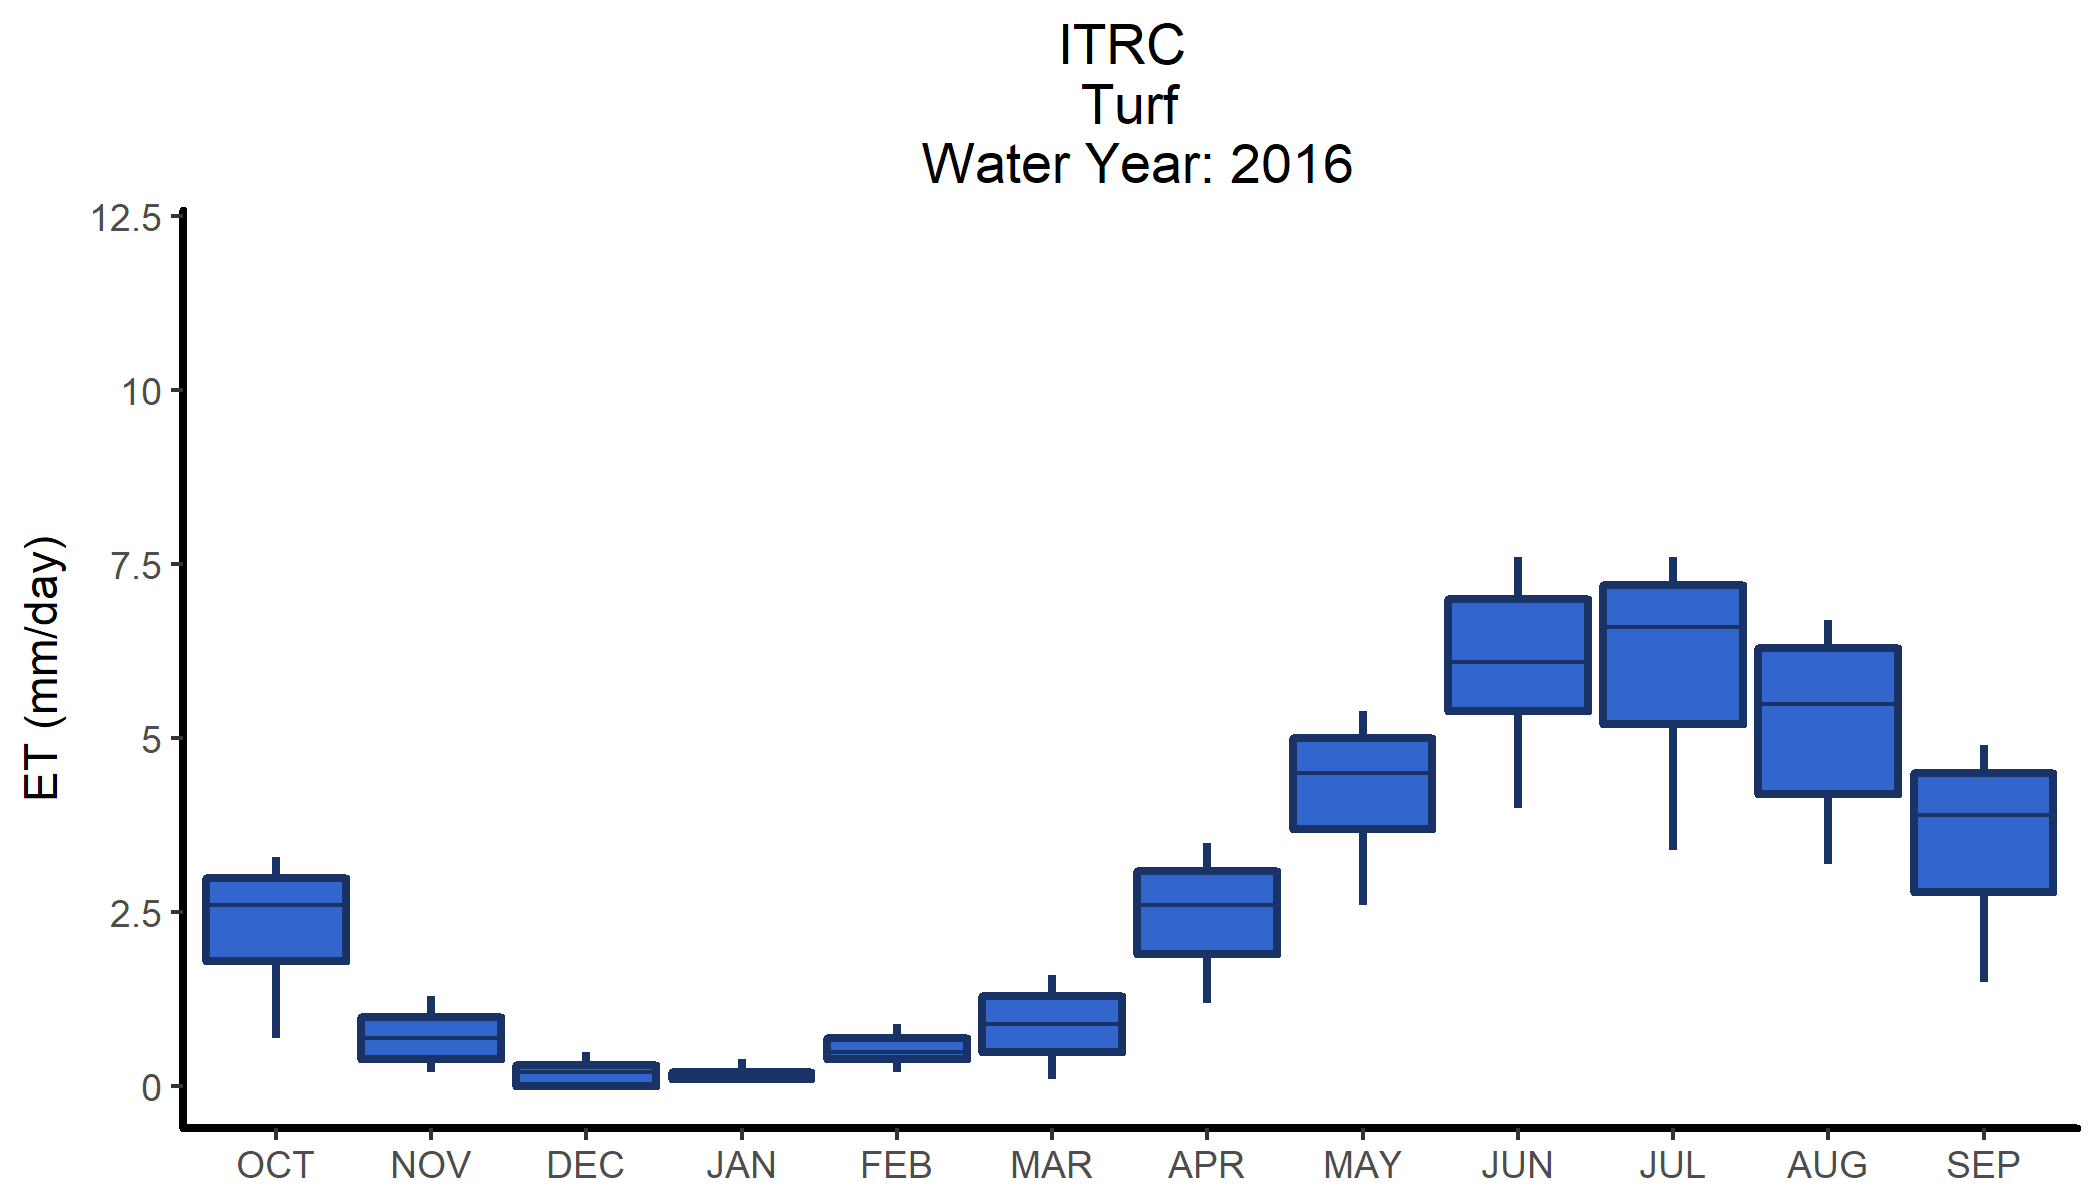 ITRC
Turf
Water Year: 2016
ET (mm/day)
12.5
10
7.5
5
2.5
0
OCT NOV DEC JAN FEB MAR APR MAY JUN JUL AUG SEP